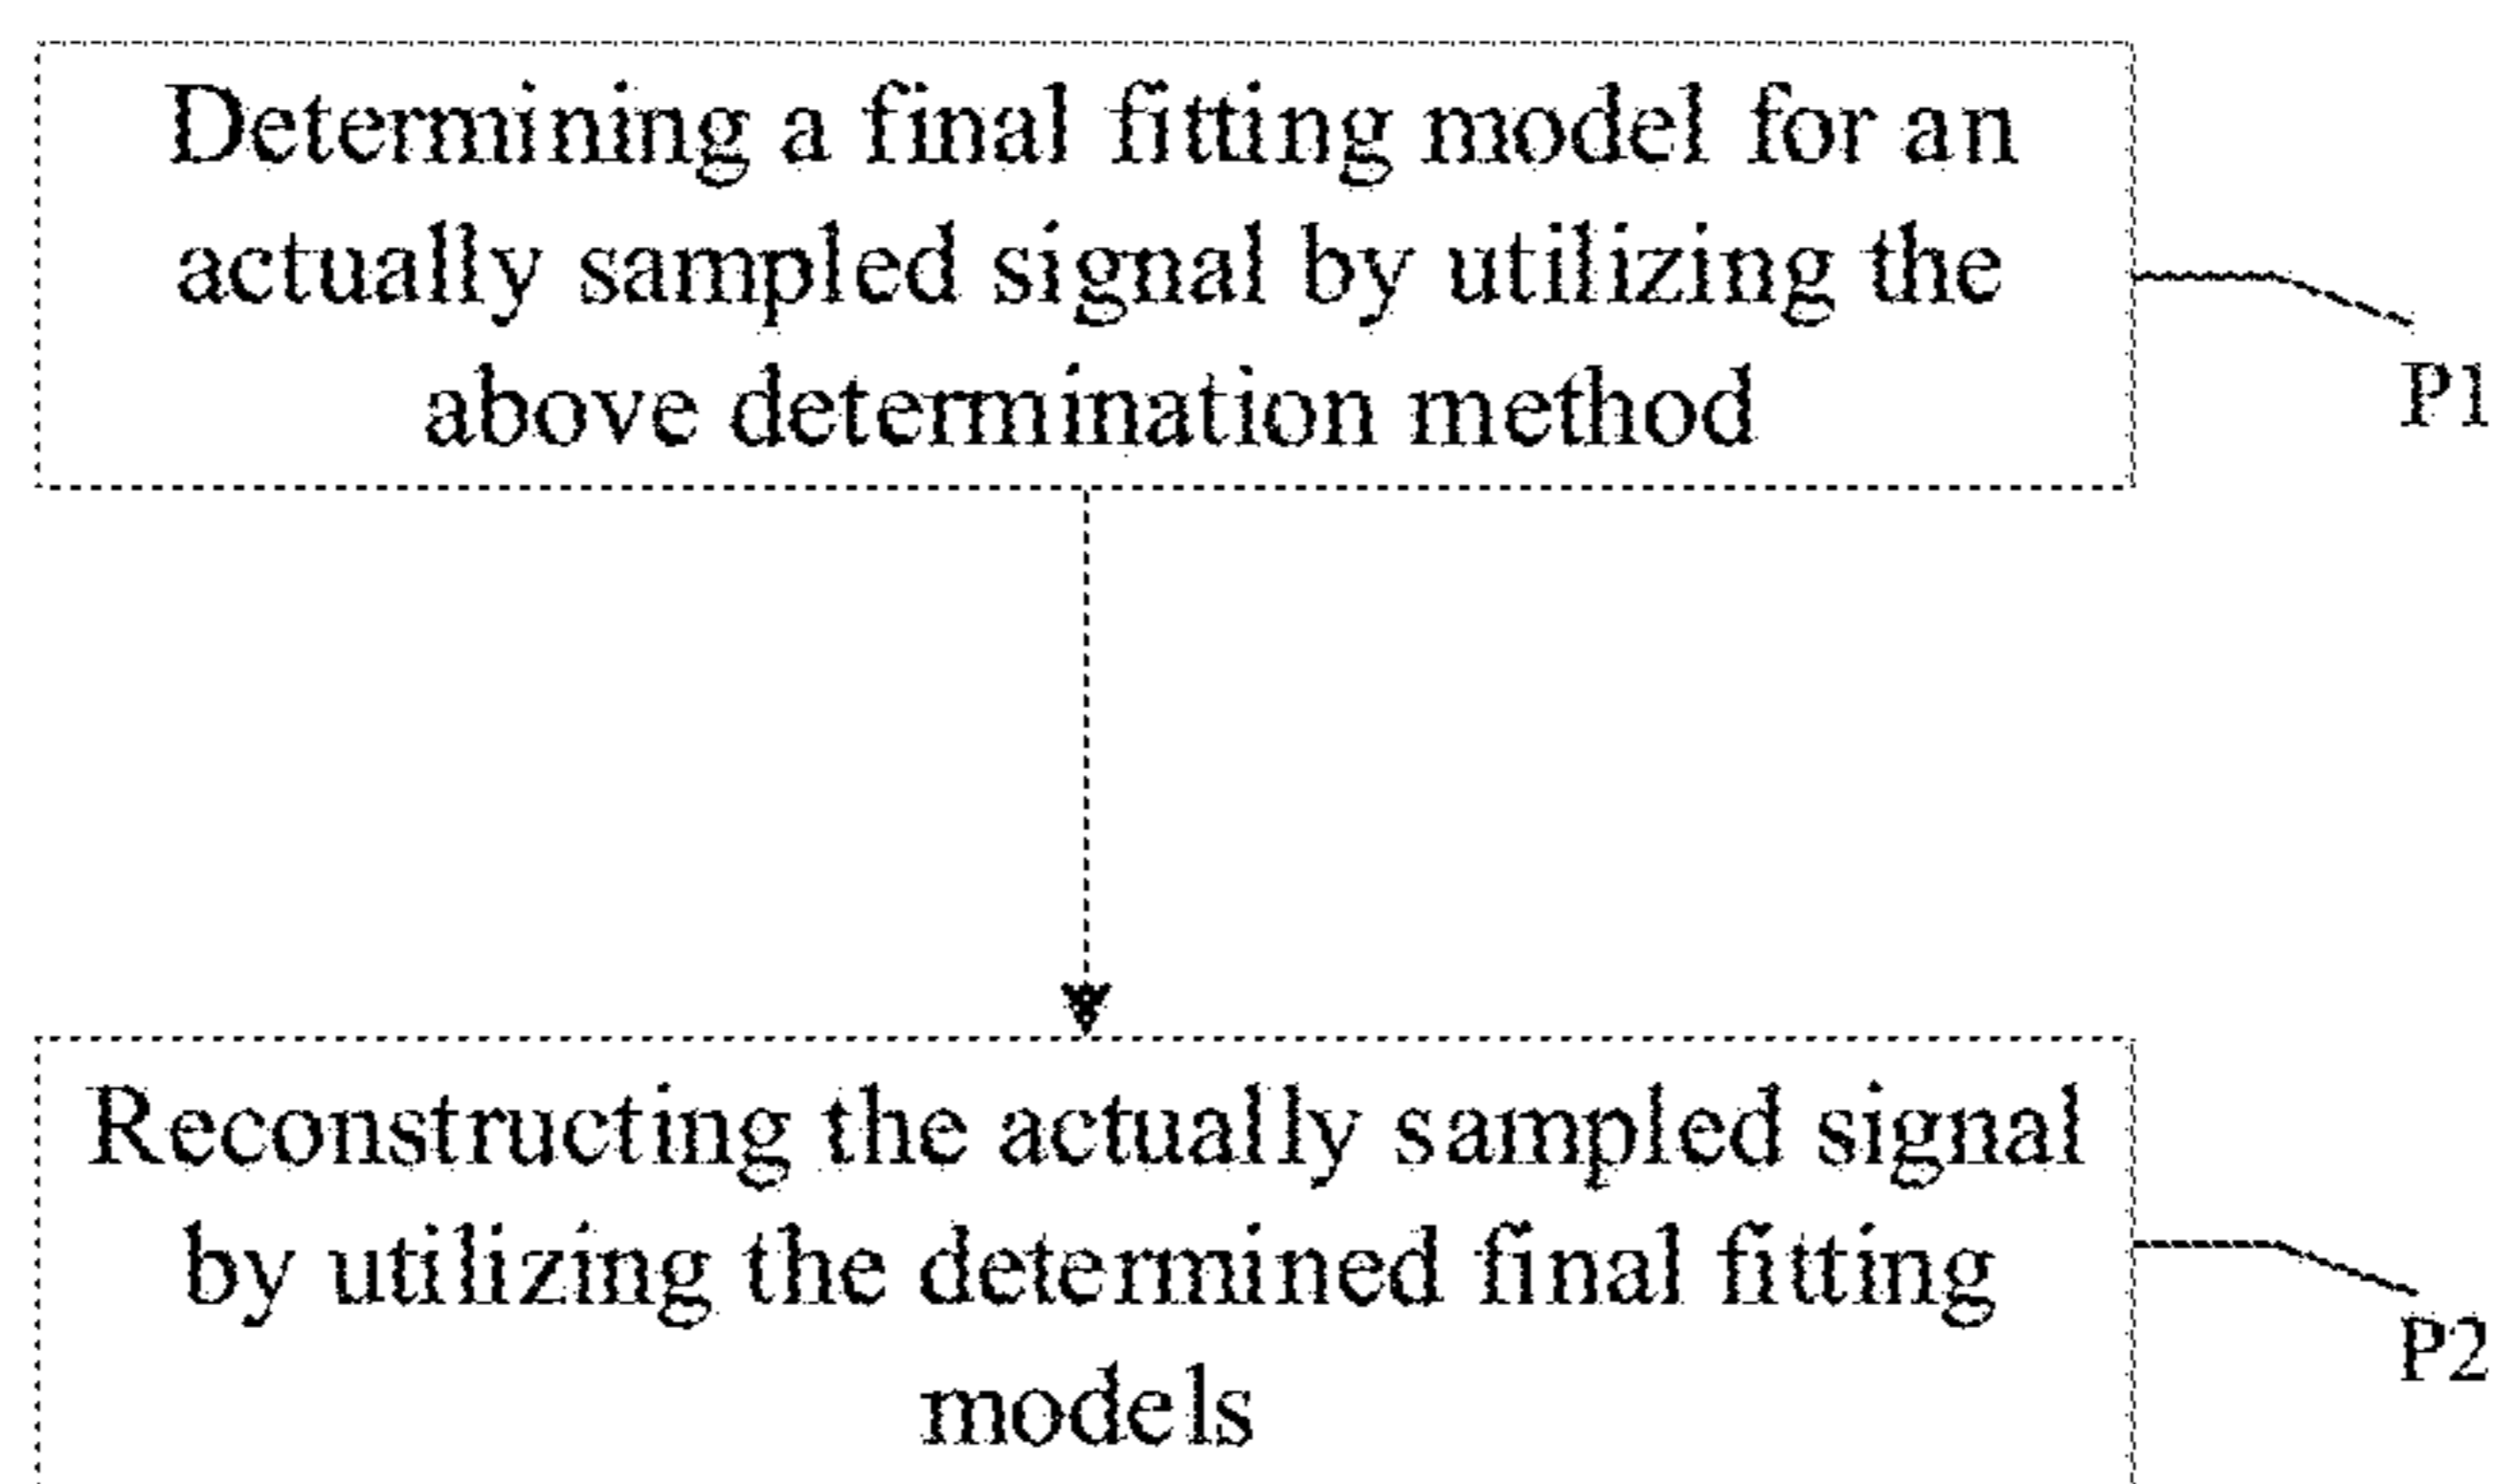 Determining a final fitting model for an
actually sampled signal by utilizing the
above determination method
P1
Reconstructing the actually sampled signal
by utilizing the determined final fitting
models
P2